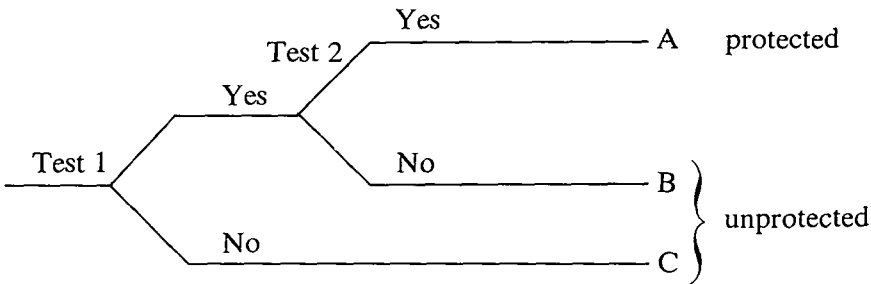 Yes
Test 2
A protected
Yes
Test 1
No
B
unprotected
No
C